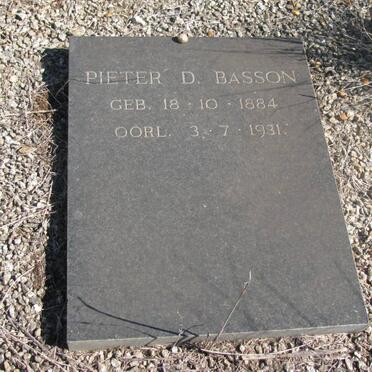 PIETER D. BASSON
GEB. 18·10·1884
OORL. 3·7·1931.